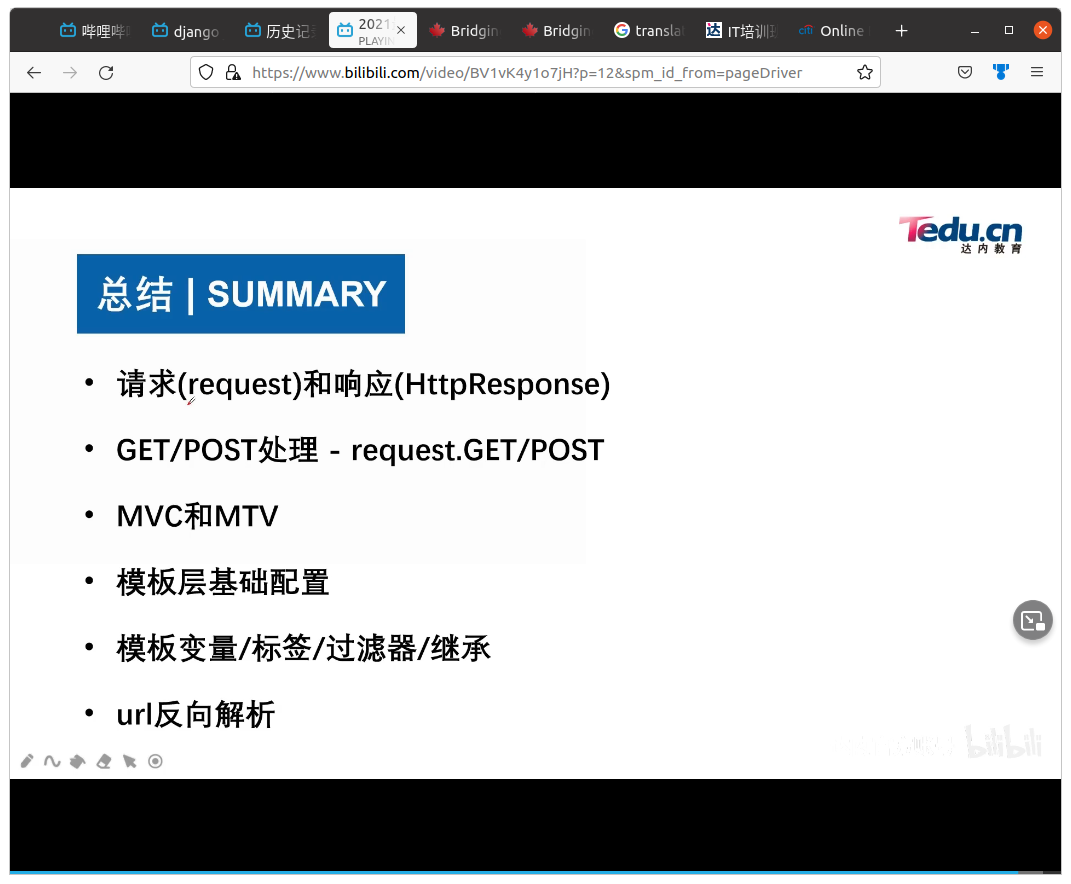 哔哩哔哩
django
历史记
2021
PLAYIN
Bridgin
Bridgin
translat
IT培训班
citi
Online
https://www.bilibili.com/video/BV1vK4y1o7jH?p=12&spm_id_from=pageDriver
Tedu.cn
达内教育
总结 | SUMMARY
• 请求(request)和响应(HttpResponse)
• GET/POST处理 - request.GET/POST
• MVC和MTV
• 模板层基础配置
• 模板变量/标签/过滤器/继承
• url反向解析
bilibili